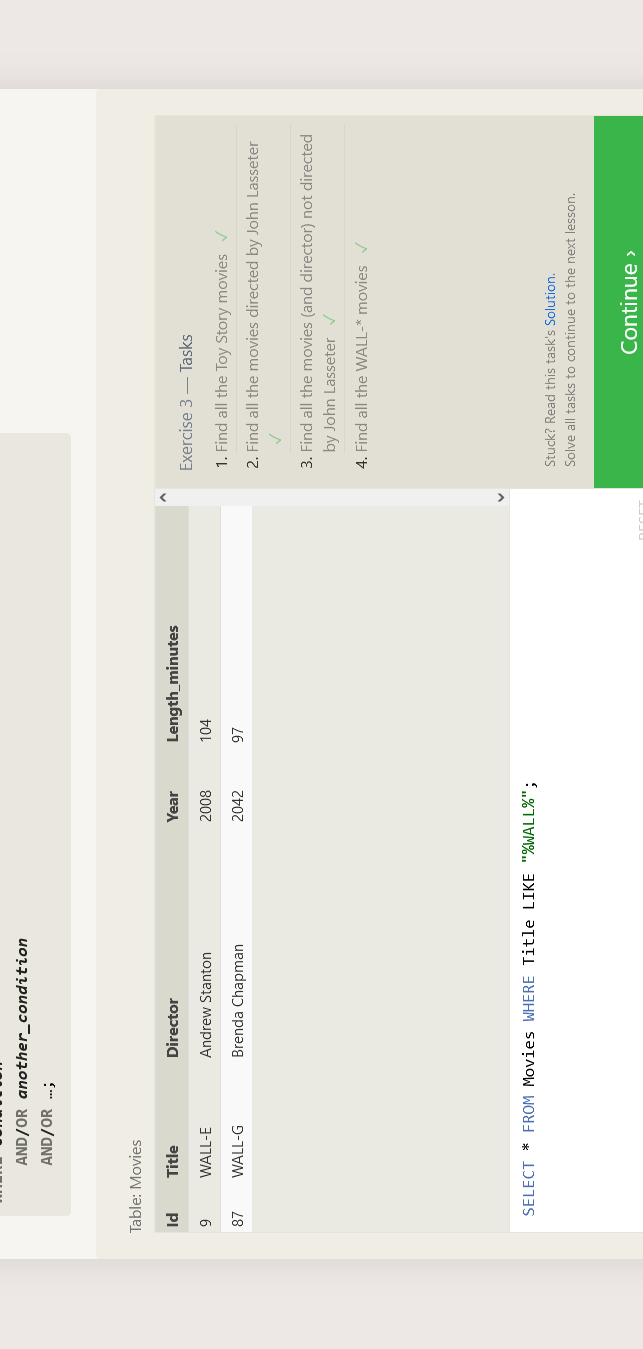 AND/OR another_condition
AND/OR …;
Table: Movies
Id Title Director Year Length_minutes
9 WALL-E Andrew Stanton 2008 104
87 WALL-G Brenda Chapman 2042 97
Exercise 3 — Tasks
1. Find all the Toy Story movies ✓
2. Find all the movies directed by John Lasseter
✓
3. Find all the movies (and director) not directed
by John Lasseter ✓
4. Find all the WALL-* movies ✓
Stuck? Read this task's Solution.
Solve all tasks to continue to the next lesson.
Continue ›
SELECT * FROM Movies WHERE Title LIKE "%WALL%";